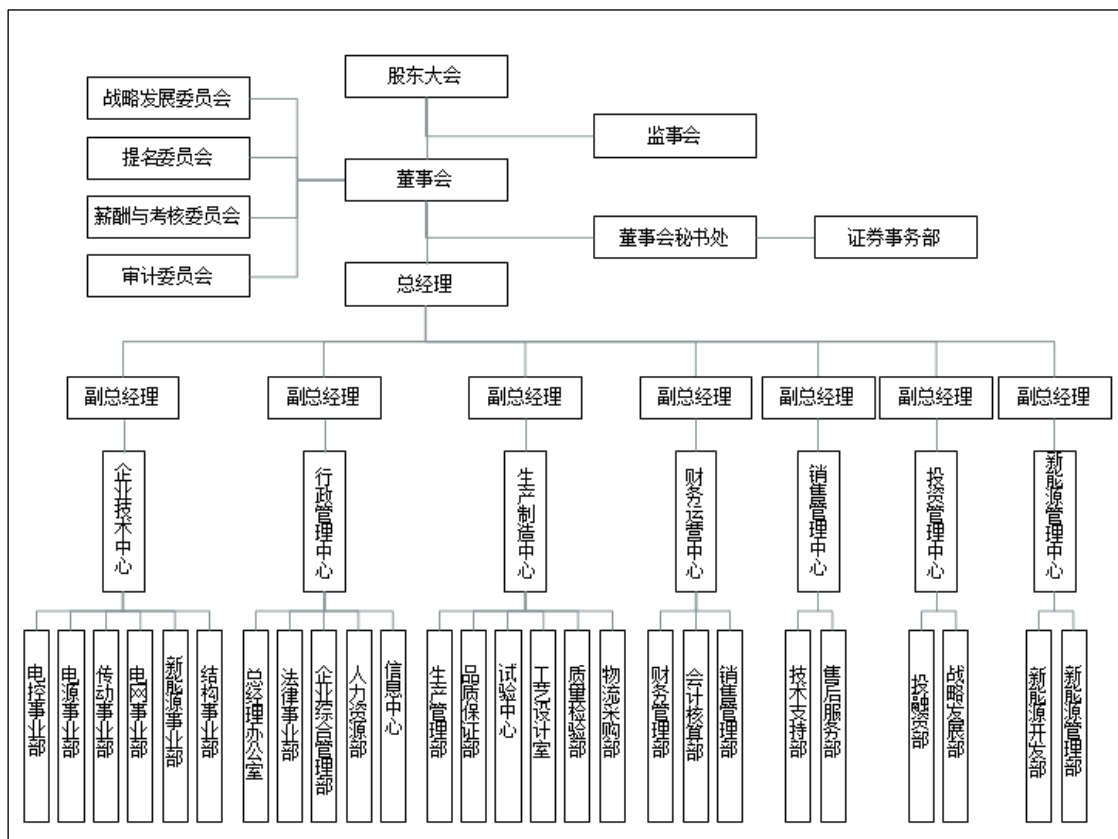 股东大会
战略发展委员会
监事会
提名委员会
董事会
薪酬与考核委员会
董事会秘书处
证券事务部
审计委员会
总经理
副总经理
副总经理
副总经理
副总经理
副总经理
副总经理
副总经理
企业技术中心
行政管理中心
生产制造中心
财务运营中心
销售管理中心
投资管理中心
新能源管理中心
电控事业部
电源事业部
传动事业部
电网事业部
新能源事业部
结构事业部
总经理办公室
法律事业部
企业综合管理部
人力资源部
信息中心
生产管理部
品质保证部
试验中心
工艺设计室
质量检验部
物流采购部
财务管理部
会计核算部
销售管理部
技术支持部
售后服务部
投融资部
战略发展部
新能源开发部
新能源管理部